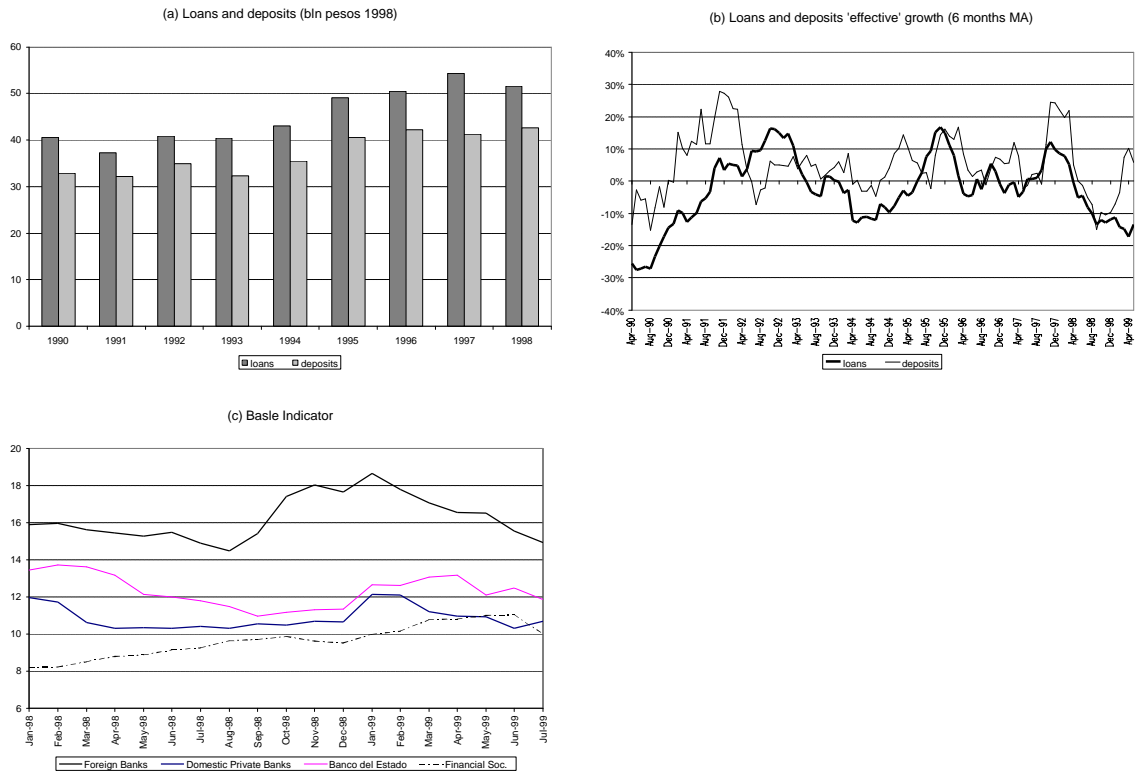 (a) Loans and deposits (bln pesos 1998)
60
50
40
30
20
10
0
1990 1991 1992 1993 1994 1995 1996 1997 1998
loans deposits
(b) Loans and deposits 'effective' growth (6 months MA)
40%
30%
20%
10%
0%
-10%
-20%
-30%
-40%
Apr-90 Aug-90 Dec-90 Apr-91 Aug-91 Dec-91 Apr-92 Aug-92 Dec-92 Apr-93 Aug-93 Dec-93 Apr-94 Aug-94 Dec-94 Apr-95 Aug-95 Dec-95 Apr-96 Aug-96 Dec-96 Apr-97 Aug-97 Dec-97 Apr-98 Aug-98 Dec-98 Apr-99
loans deposits
(c) Basle Indicator
20
18
16
14
12
10
8
6
Jan-98 Feb-98 Mar-98 Apr-98 May-98 Jun-98 Jul-98 Aug-98 Sep-98 Oct-98 Nov-98 Dec-98 Jan-99 Feb-99 Mar-99 Apr-99 May-99 Jun-99 Jul-99
Foreign Banks Domestic Private Banks Banco del Estado Financial Soc.